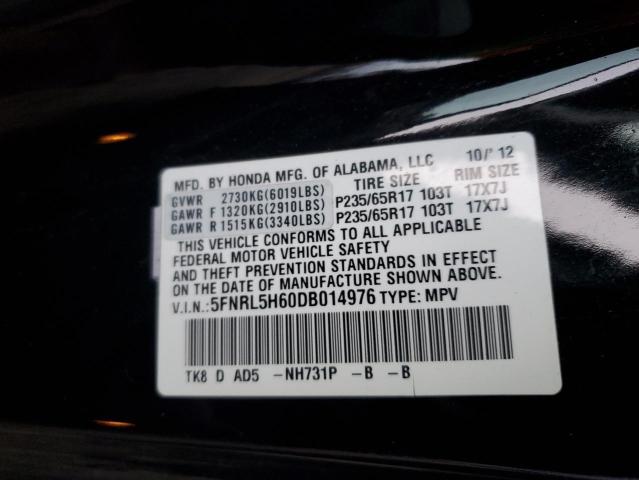 MFD. BY HONDA MFG. OF ALABAMA, LLC 10/'12
TIRE SIZE RIM SIZE
GVWR 2730KG(6019LBS)
GAWR F 1320KG(2910LBS) P235/65R17 103T 17X7J
GAWR R 1515KG(3340LBS) P235/65R17 103T 17X7J
THIS VEHICLE CONFORMS TO ALL APPLICABLE
FEDERAL MOTOR VEHICLE SAFETY
AND THEFT PREVENTION STANDARDS IN EFFECT
ON THE DATE OF MANUFACTURE SHOWN ABOVE.
V.I.N.:5FNRL5H60DB014976 TYPE: MPV
TK8 D AD5 -NH731P -B -B